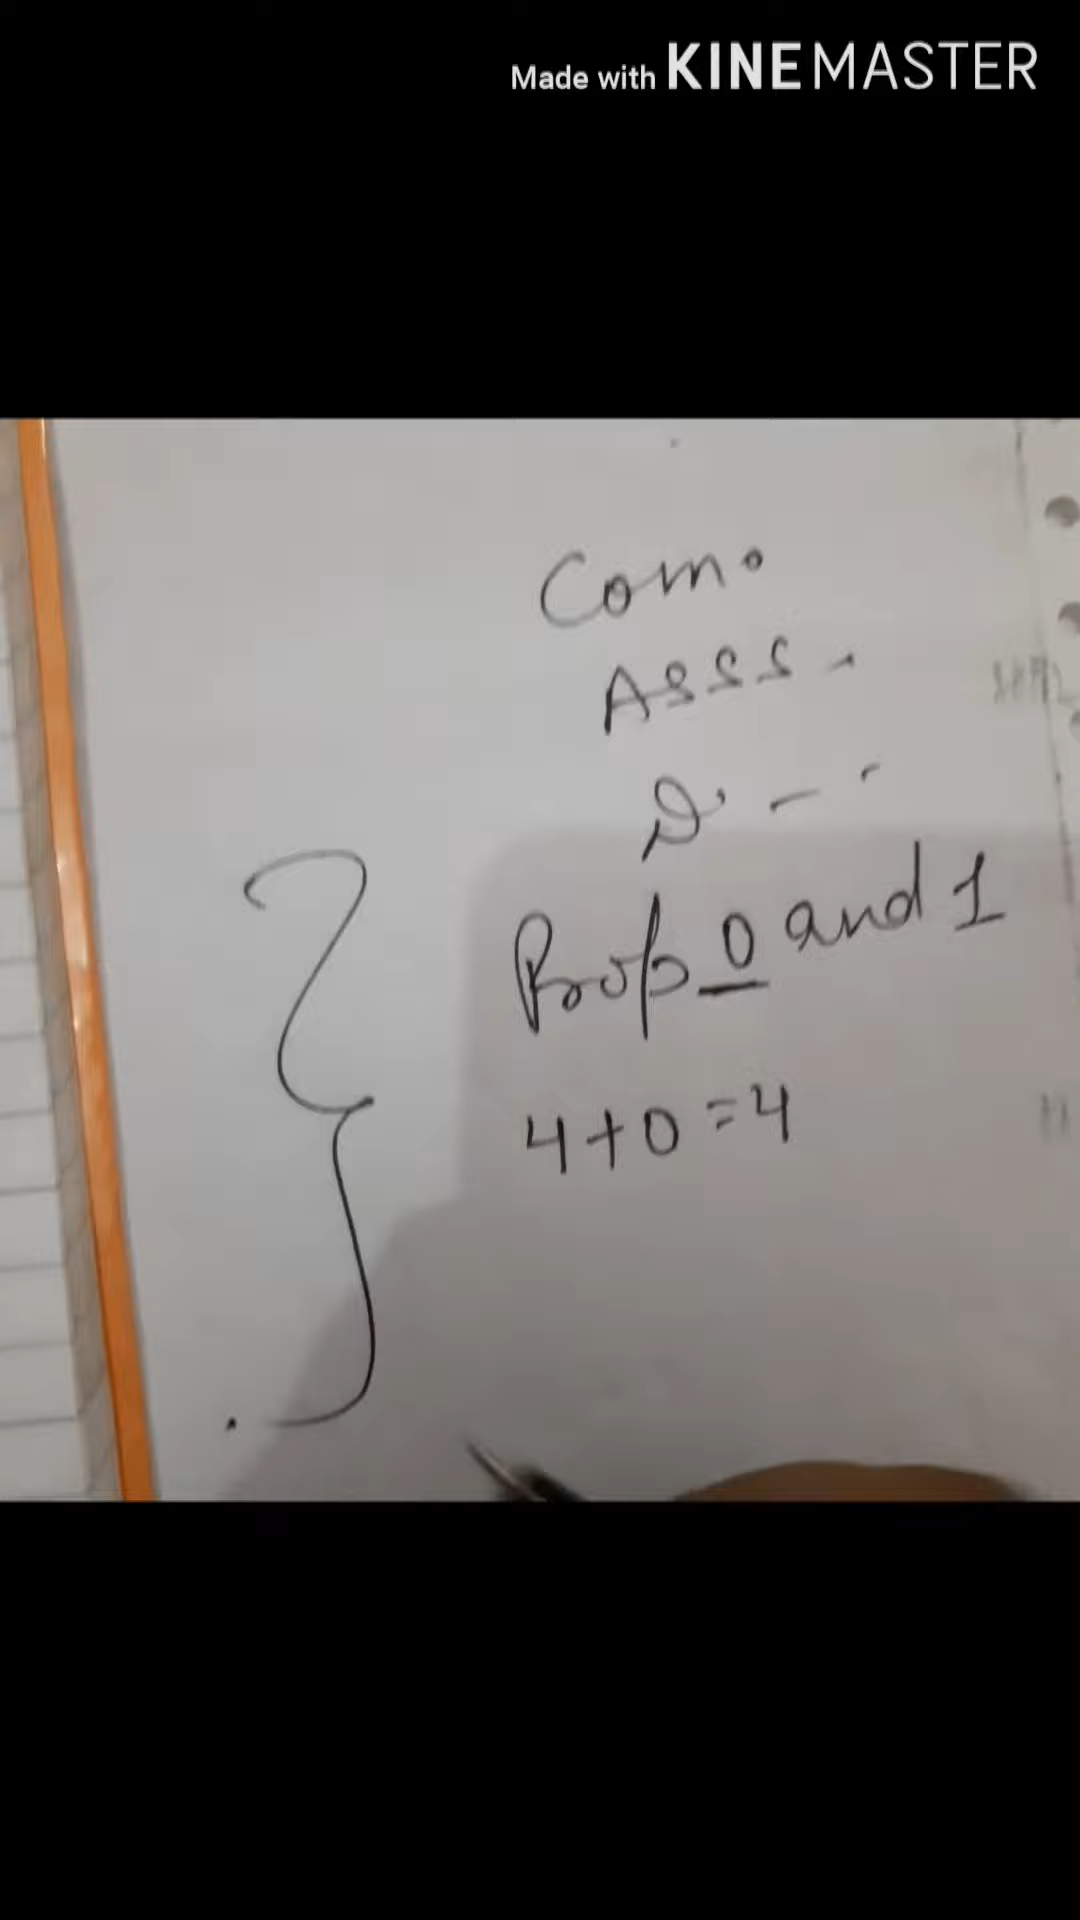 Made with KINEMASTER
Com.
Asss.
D. - -
Prop 0 and 1
4+0=4